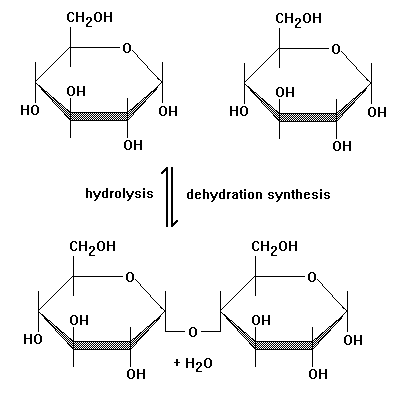 CH2OH CH2OH
O O
OH OH
HO OH HO OH
OH OH
hydrolysis dehydration synthesis
CH2OH CH2OH
O O
OH O OH
HO OH
OH + H2O OH